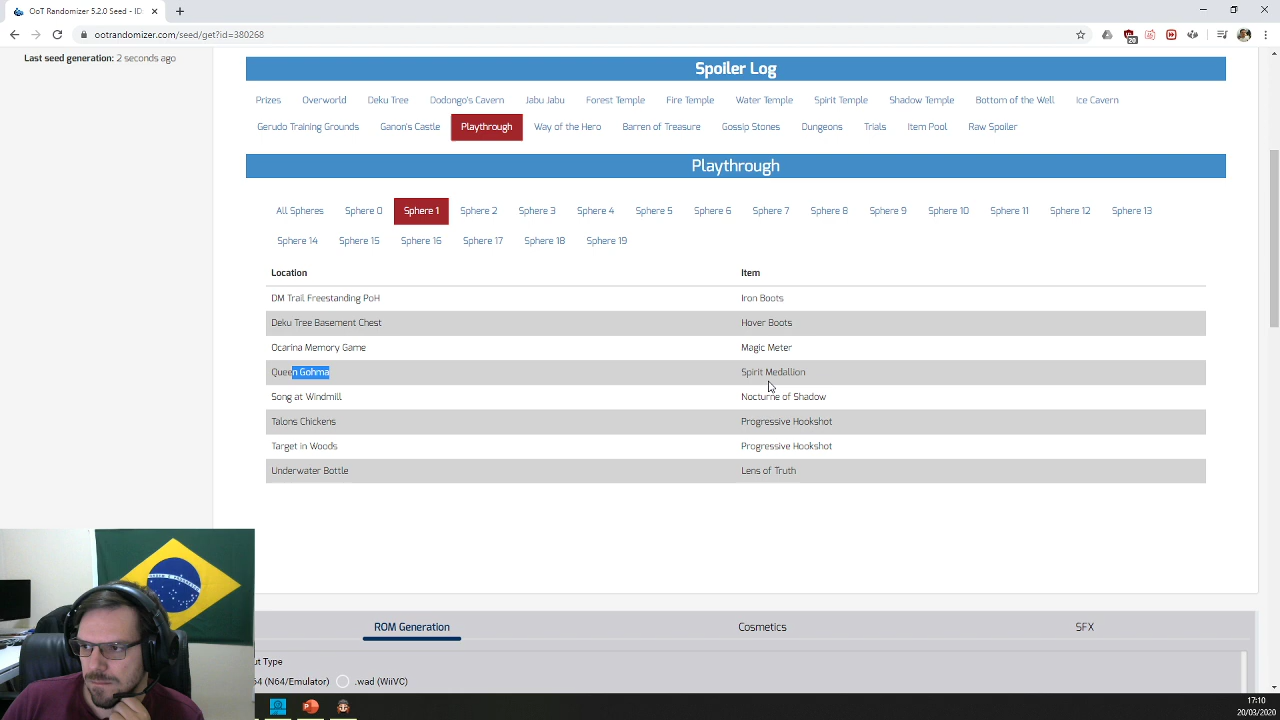 OoT Randomizer 5.2.0 Seed - ID:
ootrandomizer.com/seed/get?id=380268
Last seed generation: 2 seconds ago
Spoiler Log
Prizes Overworld Deku Tree Dodongo's Cavern Jabu Jabu Forest Temple Fire Temple Water Temple Spirit Temple Shadow Temple Bottom of the Well Ice Cavern
Gerudo Training Grounds Ganon's Castle Playthrough Way of the Hero Barren of Treasure Gossip Stones Dungeons Trials Item Pool Raw Spoiler
Playthrough
All Spheres Sphere 0 Sphere 1 Sphere 2 Sphere 3 Sphere 4 Sphere 5 Sphere 6 Sphere 7 Sphere 8 Sphere 9 Sphere 10 Sphere 11 Sphere 12 Sphere 13
Sphere 14 Sphere 15 Sphere 16 Sphere 17 Sphere 18 Sphere 19
Location Item
DM Trail Freestanding PoH Iron Boots
Deku Tree Basement Chest Hover Boots
Ocarina Memory Game Magic Meter
Queen Gohma Spirit Medallion
Song at Windmill Nocturne of Shadow
Talons Chickens Progressive Hookshot
Target in Woods Progressive Hookshot
Underwater Bottle Lens of Truth
ROM Generation Cosmetics SFX
ut Type
64 (N64/Emulator) .wad (WiiVC)
17:10
20/03/2020